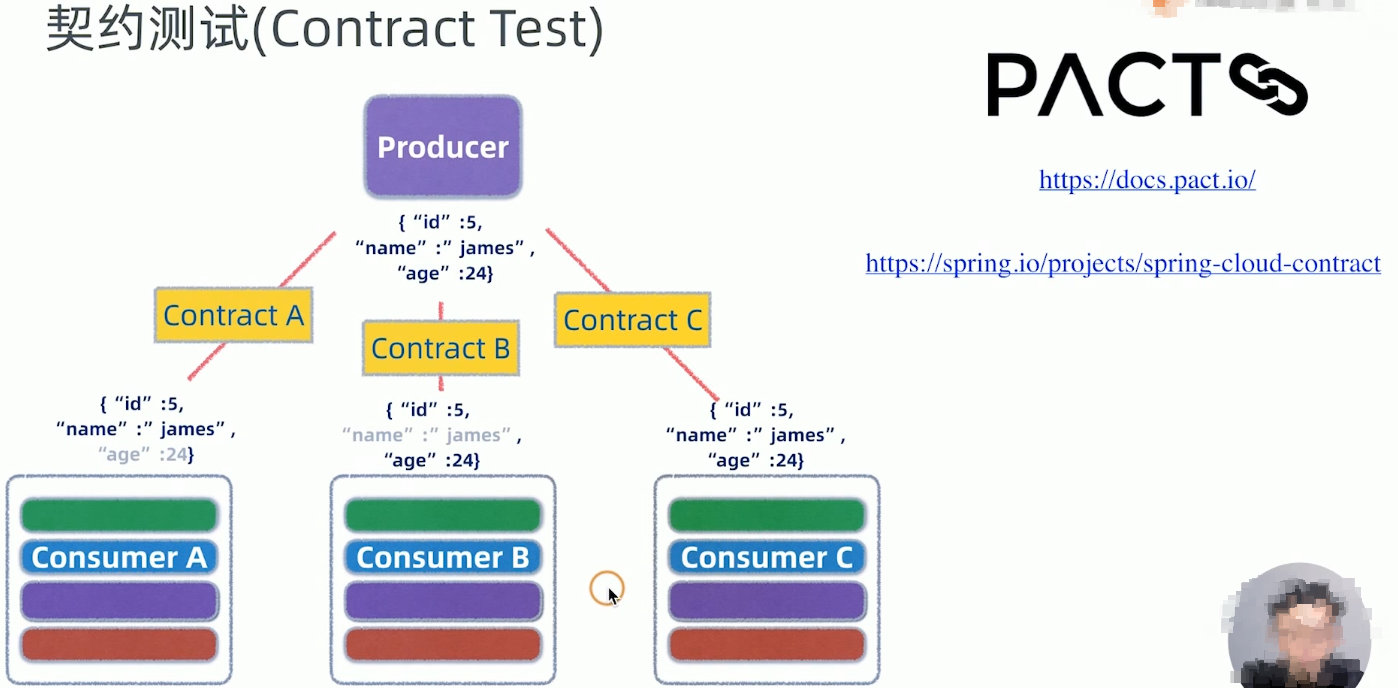 契约测试(Contract Test)
PACT
https://docs.pact.io/
https://spring.io/projects/spring-cloud-contract
Producer
{ “id” :5,
“name” :” james” ,
“age” :24}
Contract A
Contract B
Contract C
{ “id” :5,
“name” :” james” ,
“age” :24}
Consumer A
{ “id” :5,
“name” :” james” ,
“age” :24}
Consumer B
{ “id” :5,
“name” :” james” ,
“age” :24}
Consumer C